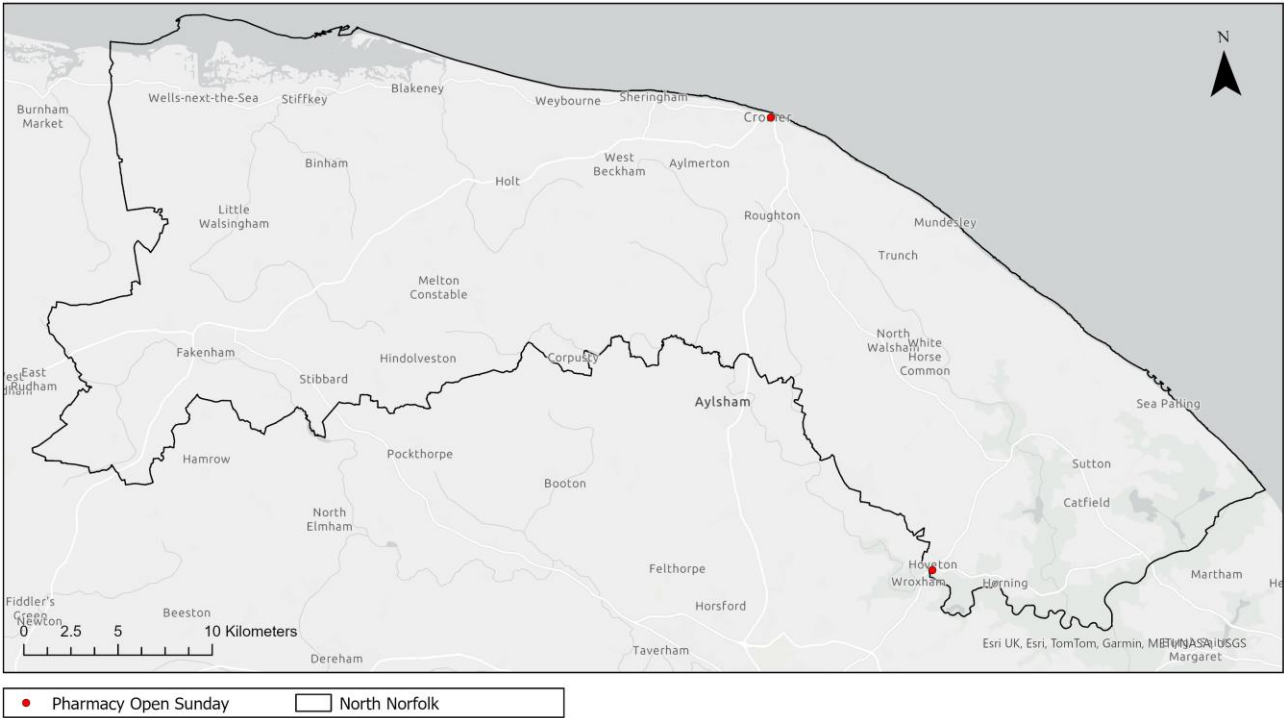 N
Wells-next-the-Sea
Stiffkey
Blakeney
Weybourne
Sheringham
Burnham
Market
Cromer
Binham
West
Beckham
Aylmerton
Holt
Little
Walsingham
Roughton
Mundesley
Trunch
Melton
Constable
North
Walsham
White
Horse
Common
Fakenham
Hindolveston
Corpusty
East
Rudham
Stibbard
Aylsham
Sea Palling
Hamrow
Pockthorpe
Sutton
Booton
Catfield
North
Elmham
Felthorpe
Hoveton
Wroxham
Horning
Martham
Horsford
Fiddler's
Green
Newton
Beeston
0 2.5 5 10 Kilometers
Dereham
Taverham
Esri UK, Esri, TomTom, Garmin, METI/NASA, USGS
Margaret
Pharmacy Open Sunday
North Norfolk